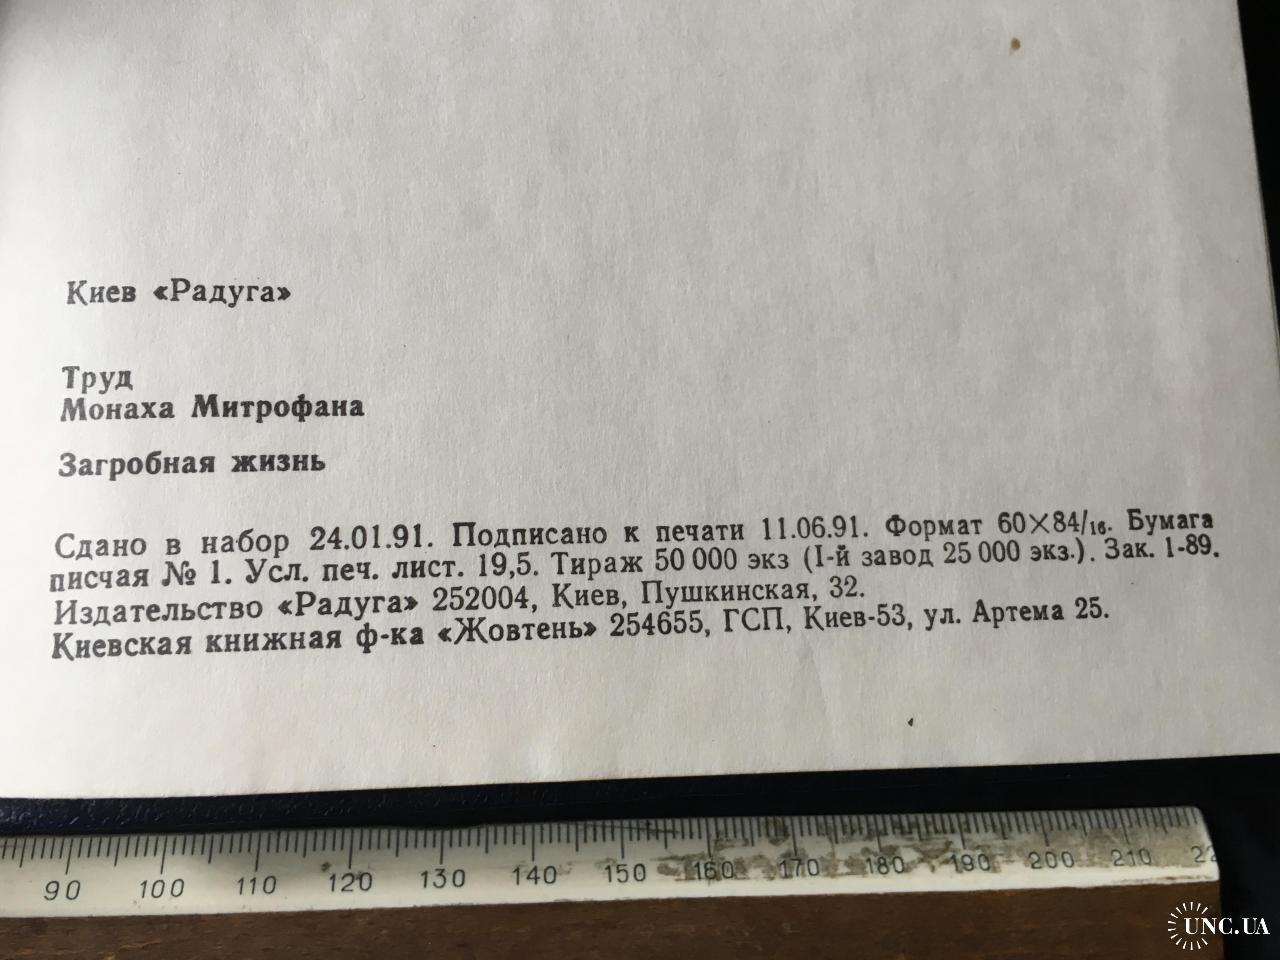 Киев «Радуга»
Труд
Монаха Митрофана
Загробная жизнь
Сдано в набор 24.01.91. Подписано к печати 11.06.91. Формат 60×84/16. Бумага
писчая № 1. Усл. печ. лист. 19,5. Тираж 50 000 экз (I-й завод 25 000 экз.). Зак. 1-89.
Издательство «Радуга» 252004, Киев, Пушкинская, 32.
Киевская книжная ф-ка «Жовтень» 254655, ГСП, Киев-53, ул. Артема 25.
90 100 110 120 130 140 150 160 170 180 190 200 210
UNC.UA